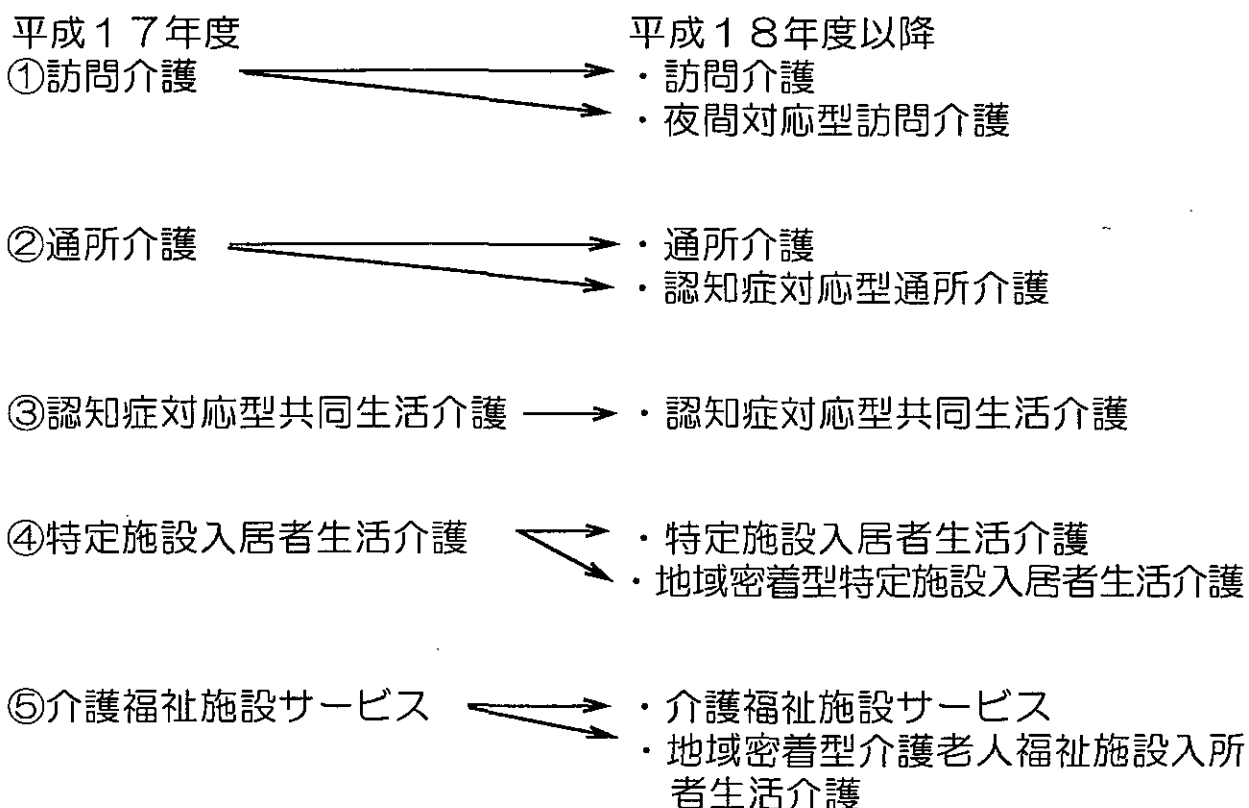 平成１７年度 平成１８年度以降
①訪問介護 ・訪問介護
・夜間対応型訪問介護
②通所介護 ・通所介護
・認知症対応型通所介護
③認知症対応型共同生活介護 ・認知症対応型共同生活介護
④特定施設入居者生活介護 ・特定施設入居者生活介護
・地域密着型特定施設入居者生活介護
⑤介護福祉施設サービス ・介護福祉施設サービス
・地域密着型介護老人福祉施設入所
者生活介護